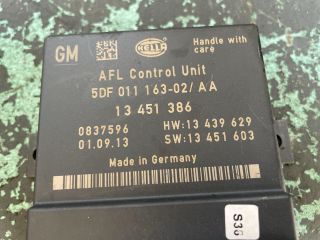 GM
HELLA
Handle with
care
AFL Control Unit
5DF 011 163-02/ AA
13 451 386
0837596
HW: 13 439 629
01.09.13
SW: 13 451 603
Made in Germany
S35